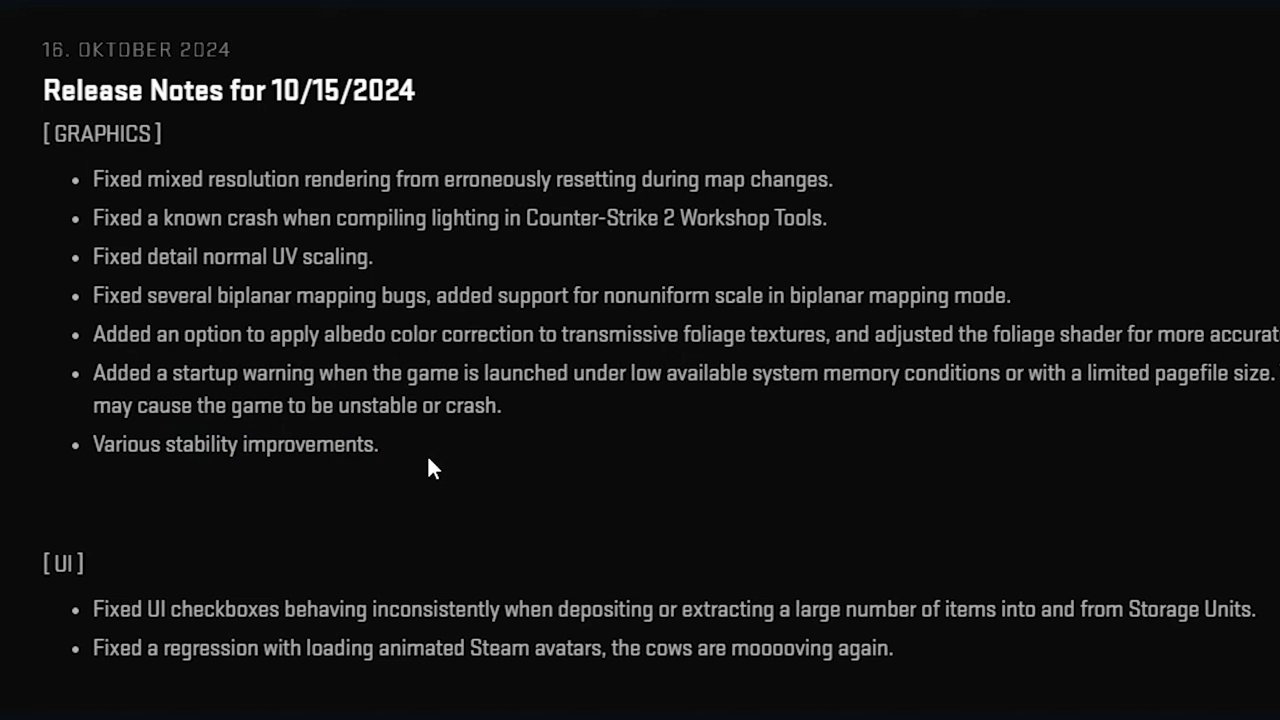 16. OKTOBER 2024
Release Notes for 10/15/2024
[ GRAPHICS ]
• Fixed mixed resolution rendering from erroneously resetting during map changes.
• Fixed a known crash when compiling lighting in Counter-Strike 2 Workshop Tools.
• Fixed detail normal UV scaling.
• Fixed several biplanar mapping bugs, added support for nonuniform scale in biplanar mapping mode.
• Added an option to apply albedo color correction to transmissive foliage textures, and adjusted the foliage shader for more accurat
• Added a startup warning when the game is launched under low available system memory conditions or with a limited pagefile size.
may cause the game to be unstable or crash.
• Various stability improvements.
[ UI ]
• Fixed UI checkboxes behaving inconsistently when depositing or extracting a large number of items into and from Storage Units.
• Fixed a regression with loading animated Steam avatars, the cows are mooooving again.